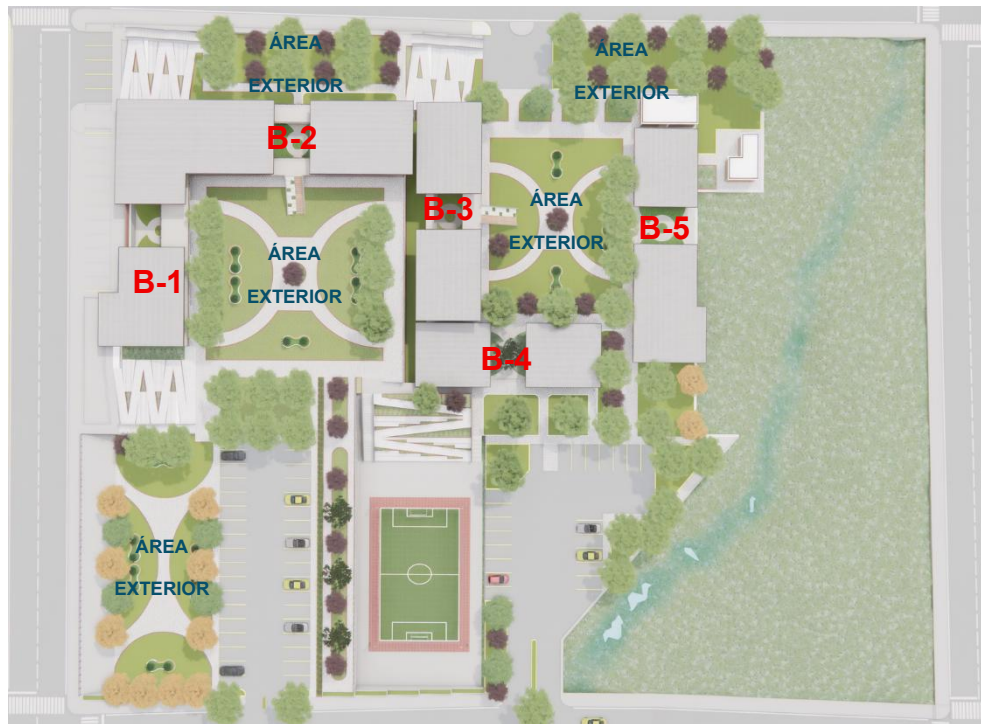 ÁREA
EXTERIOR
ÁREA
EXTERIOR
B-2
B-3
ÁREA
EXTERIOR
B-5
B-1
ÁREA
EXTERIOR
B-4
ÁREA
EXTERIOR